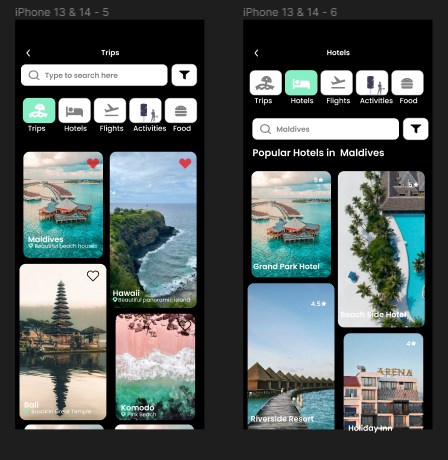 iPhone 13 & 14 - 5
Trips
Type to search here
Trips
Hotels
Flights
Activities
Food
Maldives
Beautiful beach houses
Hawaii
Beautiful panoramic island
Bali
Komodo
Pink Beach
iPhone 13 & 14 - 6
Hotels
Trips
Hotels
Flights
Activities
Food
Maldives
Popular Hotels in Maldives
5★
Grand Park Hotel
5★
Beach Side Hotel
4.5★
Riverside Resort
4★
ARENA
Holiday Inn